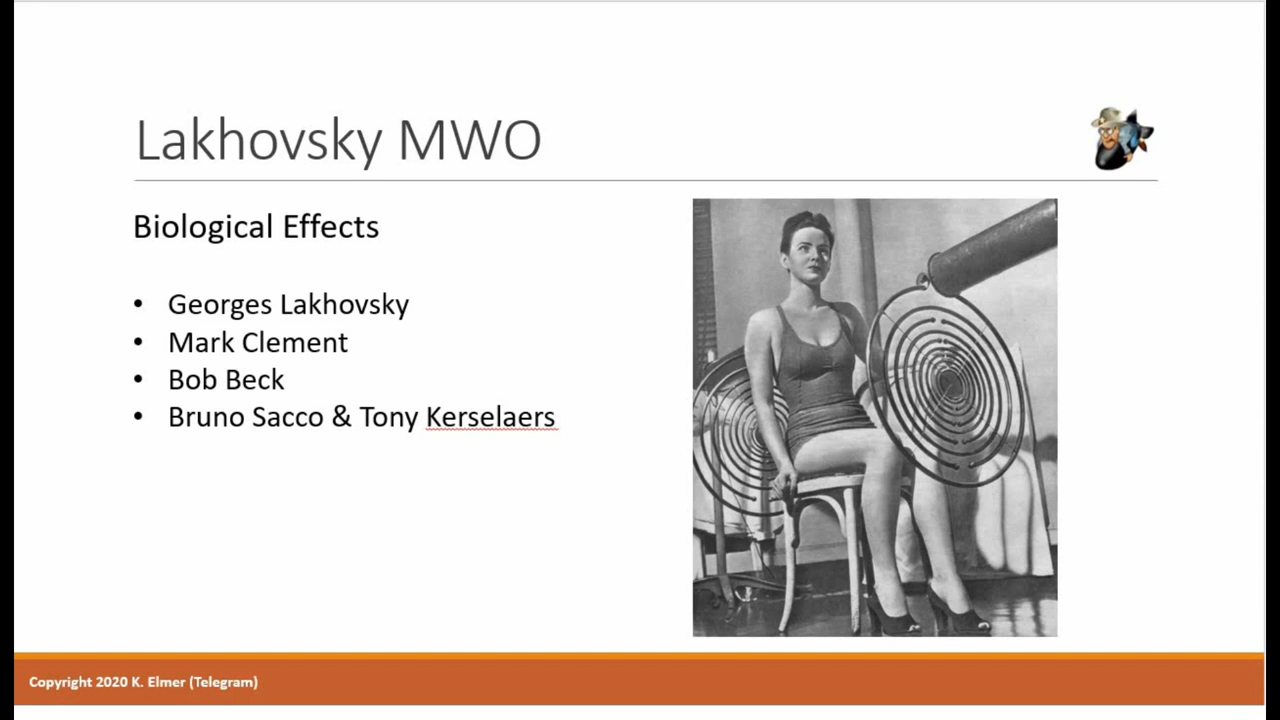 Lakhovsky MWO
Biological Effects
• Georges Lakhovsky
• Mark Clement
• Bob Beck
• Bruno Sacco & Tony Kerselaers
Copyright 2020 K. Elmer (Telegram)